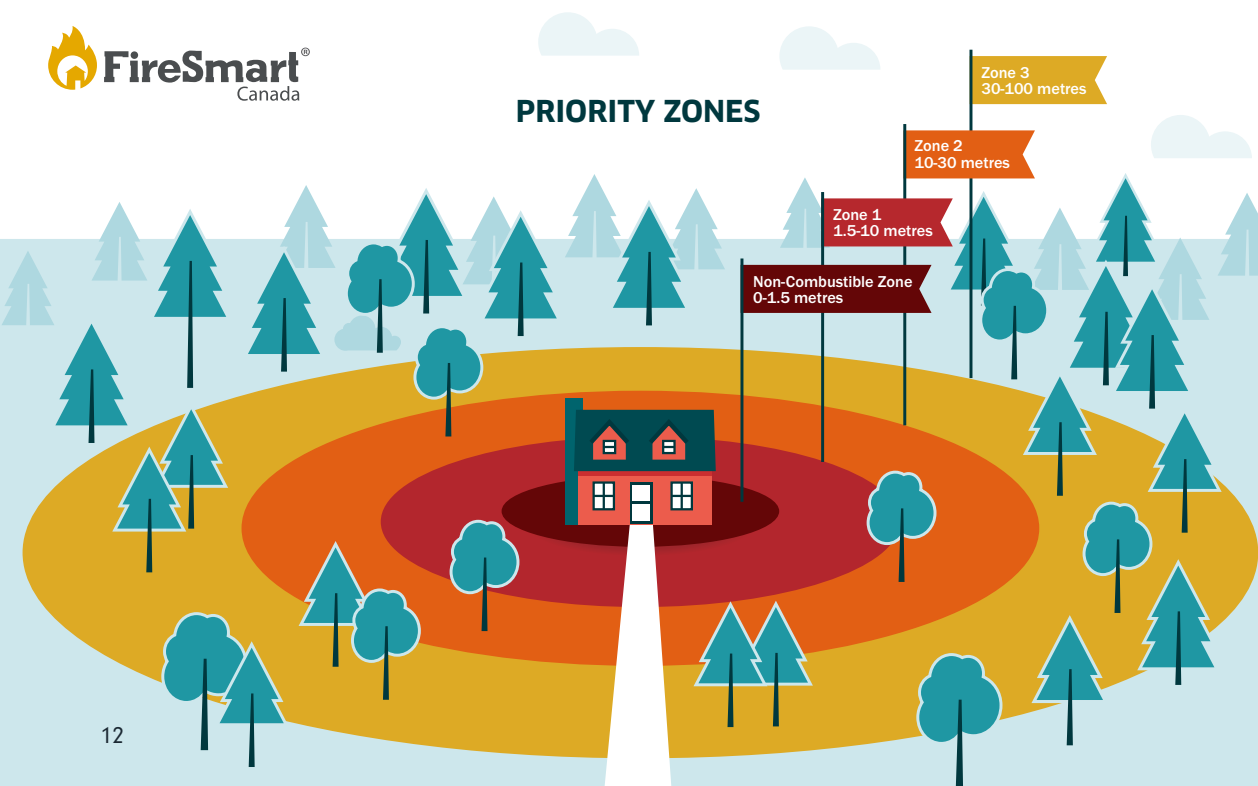 FireSmart®
Canada
PRIORITY ZONES
Zone 3
30-100 metres
Zone 2
10-30 metres
Zone 1
1.5-10 metres
Non-Combustible Zone
0-1.5 metres
12